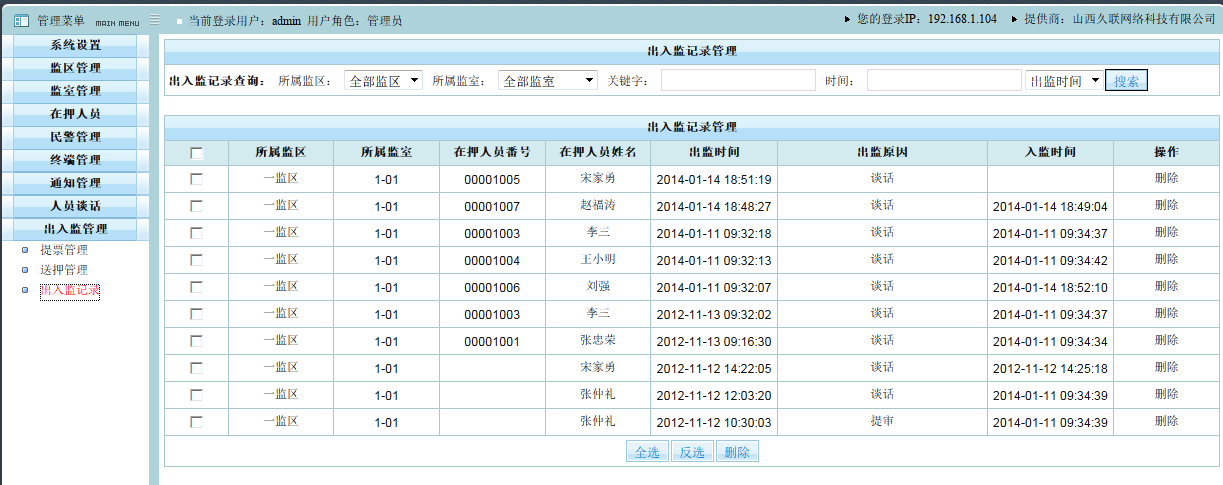 管理菜单 MAIN MENU 当前登录用户：admin 用户角色：管理员 您的登录IP：192.168.1.104 提供商：山西久联网络科技有限公司
系统设置
监区管理
监室管理
在押人员
民警管理
终端管理
通知管理
人员谈话
出入监管理
提票管理
送押管理
出入监记录
出入监记录管理
出入监记录查询： 所属监区： 全部监区 所属监室： 全部监室 关键字： 时间： 出监时间 搜索
出入监记录管理
所属监区 所属监室 在押人员番号 在押人员姓名 出监时间 出监原因 入监时间 操作
一监区 1-01 00001005 宋家勇 2014-01-14 18:51:19 谈话 删除
一监区 1-01 00001007 赵福涛 2014-01-14 18:48:27 谈话 2014-01-14 18:49:04 删除
一监区 1-01 00001003 李三 2014-01-11 09:32:18 谈话 2014-01-11 09:34:37 删除
一监区 1-01 00001004 王小明 2014-01-11 09:32:13 谈话 2014-01-11 09:34:42 删除
一监区 1-01 00001006 刘强 2014-01-11 09:32:07 谈话 2014-01-14 18:52:10 删除
一监区 1-01 00001003 李三 2012-11-13 09:32:02 谈话 2014-01-11 09:34:37 删除
一监区 1-01 00001001 张忠荣 2012-11-13 09:16:30 谈话 2014-01-11 09:34:34 删除
一监区 1-01 宋家勇 2012-11-12 14:22:05 谈话 2012-11-12 14:25:18 删除
一监区 1-01 张仲礼 2012-11-12 12:03:20 谈话 2014-01-11 09:34:39 删除
一监区 1-01 张仲礼 2012-11-12 10:30:03 提审 2014-01-11 09:34:39 删除
全选 反选 删除